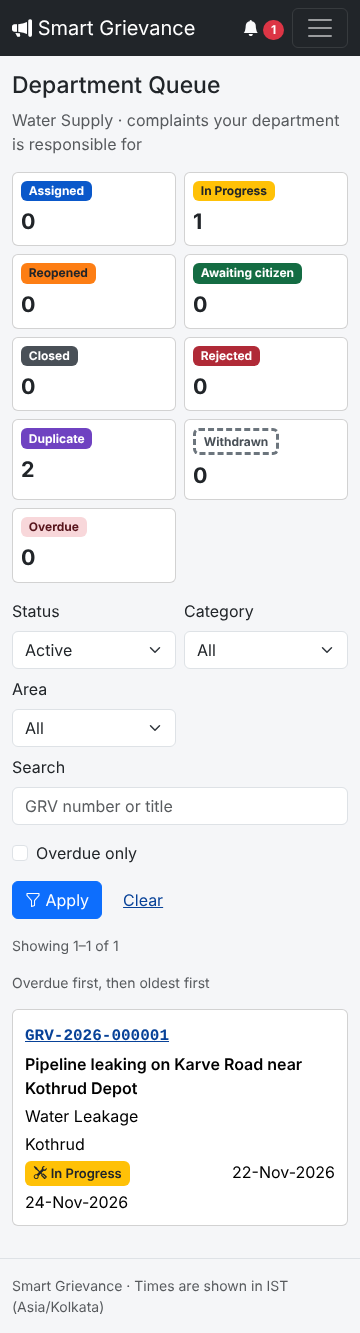 Smart Grievance 1
Department Queue
Water Supply · complaints your department
is responsible for
Assigned
0
In Progress
1
Reopened
0
Awaiting citizen
0
Closed
0
Rejected
0
Duplicate
2
Withdrawn
0
Overdue
0
Status
Active
Category
All
Area
All
Search
GRV number or title
Overdue only
Apply Clear
Showing 1–1 of 1
Overdue first, then oldest first
GRV-2026-000001
Pipeline leaking on Karve Road near
Kothrud Depot
Water Leakage
Kothrud
In Progress 22-Nov-2026
24-Nov-2026
Smart Grievance · Times are shown in IST
(Asia/Kolkata)